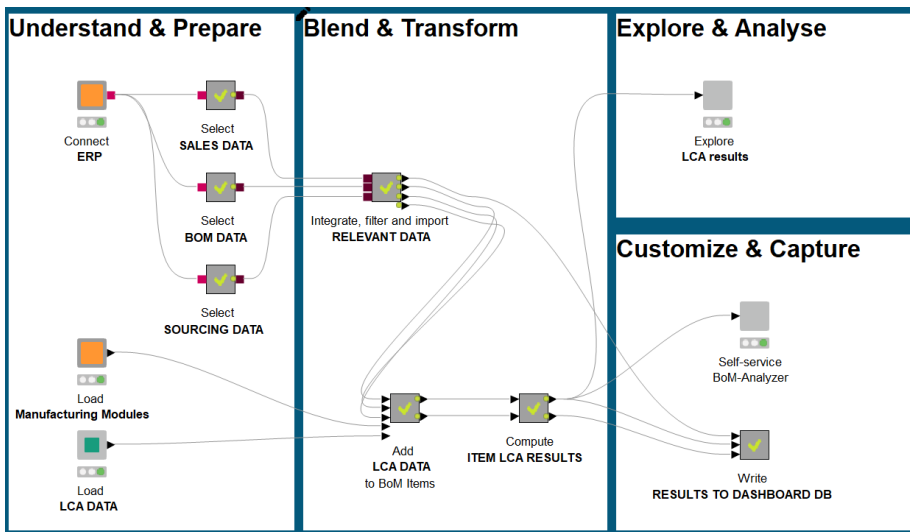 Understand & Prepare
Blend & Transform
Explore & Analyse
Connect
ERP
Select
SALES DATA
Select
BOM DATA
Select
SOURCING DATA
Load
Manufacturing Modules
Load
LCA DATA
Integrate, filter and import
RELEVANT DATA
Add
LCA DATA
to BoM Items
Compute
ITEM LCA RESULTS
Explore
LCA results
Customize & Capture
Self-service
BoM-Analyzer
Write
RESULTS TO DASHBOARD DB